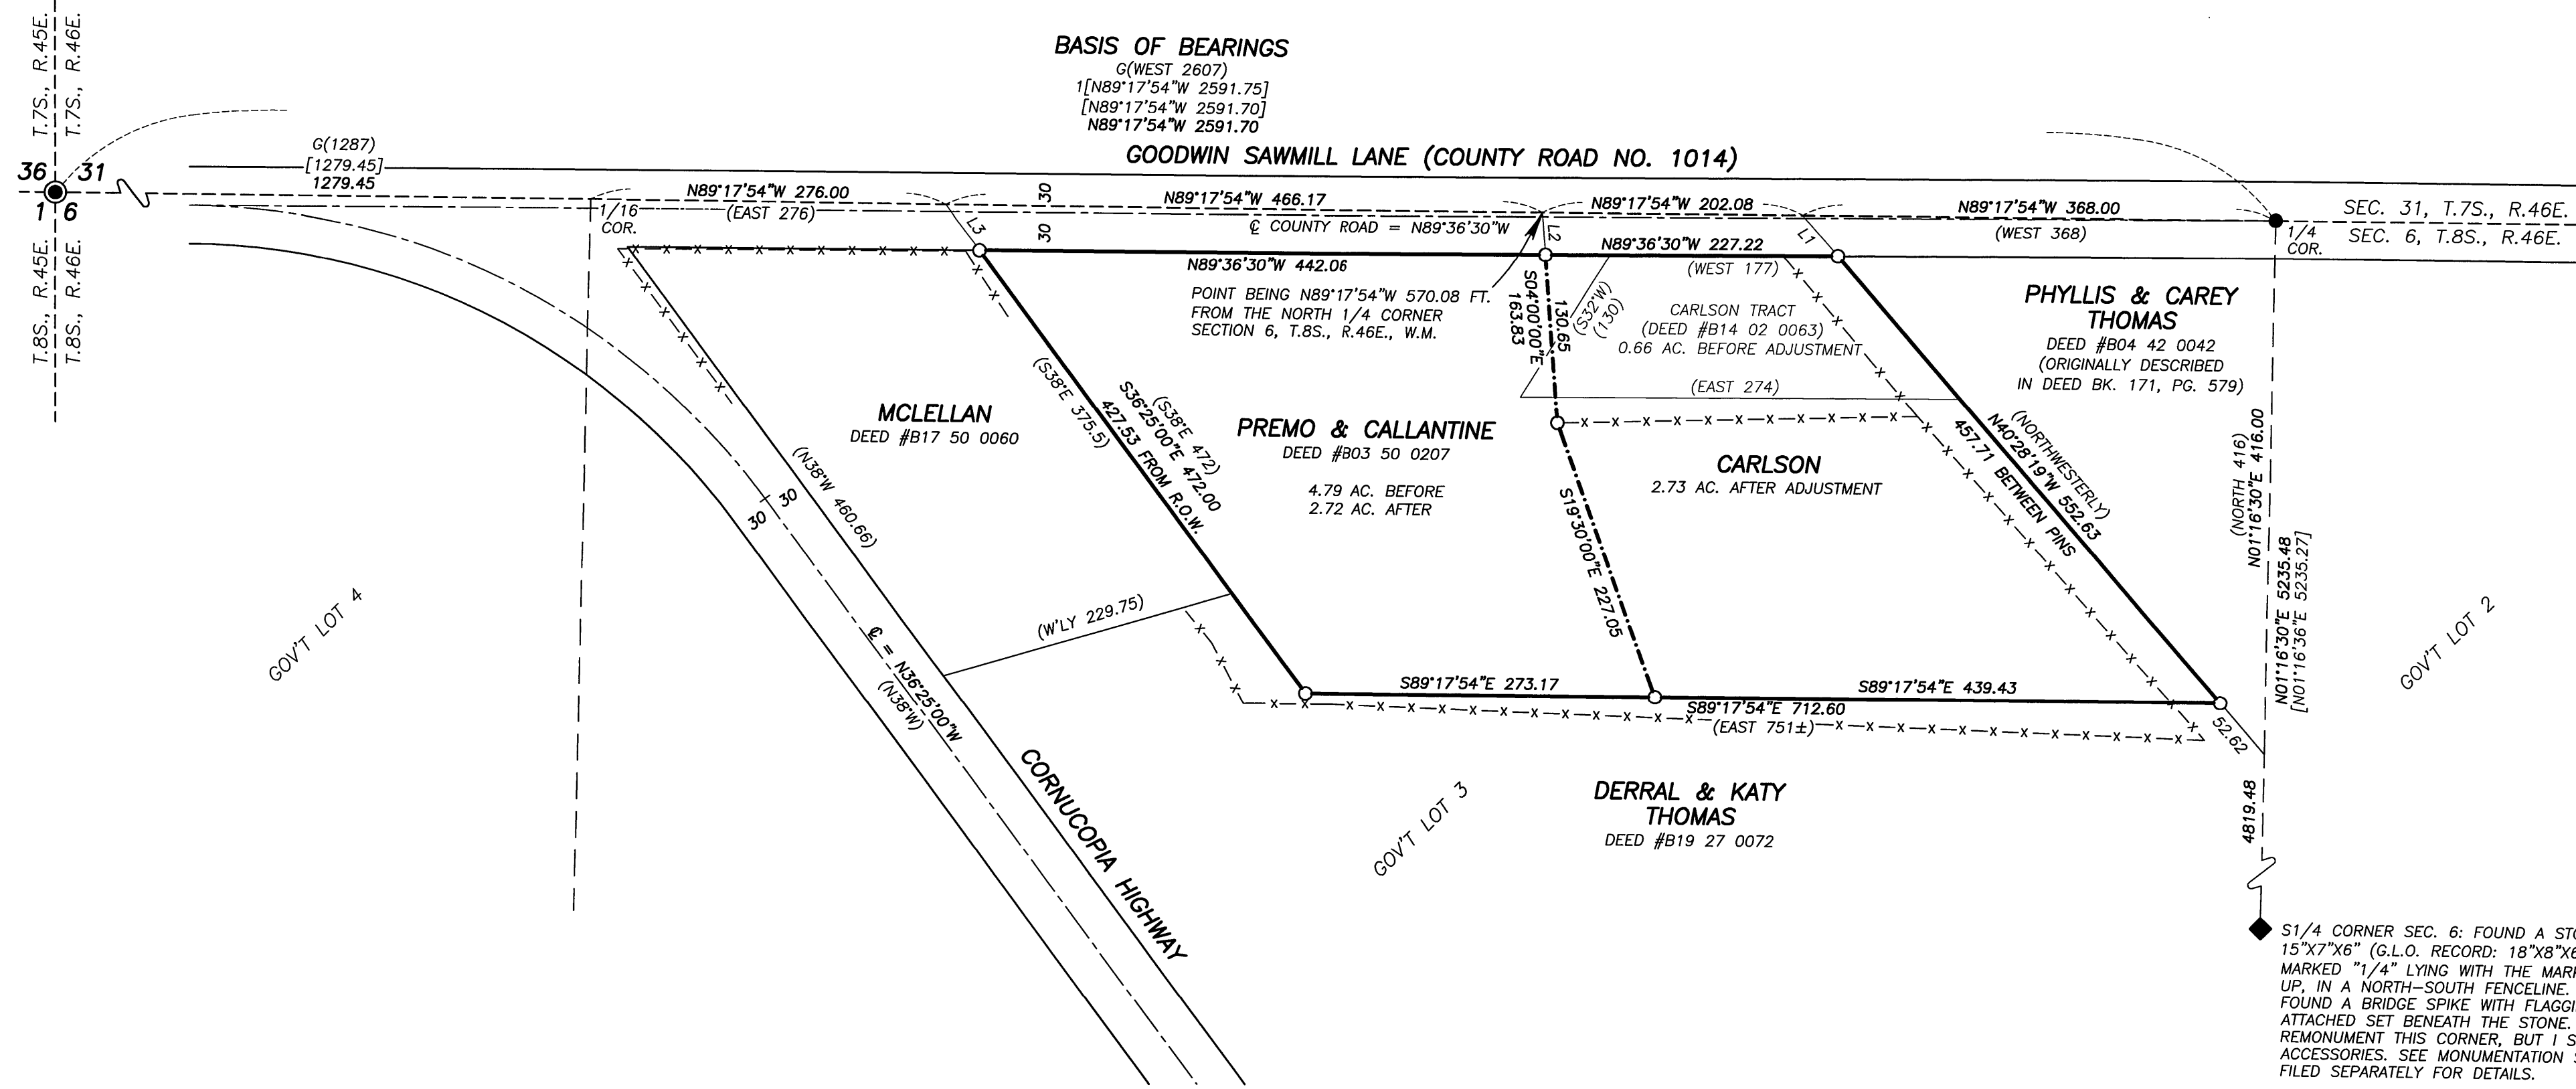 T.7S., R.45E.
T.7S., R.46E.
36 31
1 6
T.8S., R.45E.
T.8S., R.46E.
BASIS OF BEARINGS
G(WEST 2607)
1[N89°17'54"W 2591.75]
[N89°17'54"W 2591.70]
N89°17'54"W 2591.70
GOODWIN SAWMILL LANE (COUNTY ROAD NO. 1014)
G(1287)
[1279.45]
1279.45
1/16
COR.
N89°17'54"W 276.00
(EAST 276)
L3
30
30
N89°17'54"W 466.17
℄ COUNTY ROAD = N89°36'30"W
L2
N89°17'54"W 202.08
L1
N89°17'54"W 368.00
(WEST 368)
1/4
COR.
SEC. 31, T.7S., R.46E.
SEC. 6, T.8S., R.46E.
N89°36'30"W 442.06
N89°36'30"W 227.22
(WEST 177)
POINT BEING N89°17'54"W 570.08 FT.
FROM THE NORTH 1/4 CORNER
SECTION 6, T.8S., R.46E., W.M.
S04°00'00"E
163.83
130.65
(S32°W)
(130)
CARLSON TRACT
(DEED #B14 02 0063)
0.66 AC. BEFORE ADJUSTMENT
(EAST 274)
PHYLLIS & CAREY
THOMAS
DEED #B04 42 0042
(ORIGINALLY DESCRIBED
IN DEED BK. 171, PG. 579)
MCLELLAN
DEED #B17 50 0060
(N38°W 460.66)
(S38°E 375.5)
(S38°E 472)
S36°25'00"E 472.00
427.53 FROM R.O.W.
PREMO & CALLANTINE
DEED #B03 50 0207
4.79 AC. BEFORE
2.72 AC. AFTER
CARLSON
2.73 AC. AFTER ADJUSTMENT
S19°30'00"E 227.05
(NORTHWESTERLY)
N40°28'19"W 552.63
457.71 BETWEEN PINS
(NORTH 416)
N01°16'30"E 416.00
N01°16'30"E 5235.48
[N01°16'36"E 5235.27]
GOV'T LOT 4
30
30
(W'LY 229.75)
℄ = N36°25'00"W
(N38°W)
CORNUCOPIA HIGHWAY
S89°17'54"E 273.17
S89°17'54"E 439.43
S89°17'54"E 712.60
(EAST 751±)
52.62
4819.48
GOV'T LOT 2
GOV'T LOT 3
DERRAL & KATY
THOMAS
DEED #B19 27 0072
S1/4 CORNER SEC. 6: FOUND A STO
15"X7"X6" (G.L.O. RECORD: 18"X8"X6
MARKED "1/4" LYING WITH THE MARK
UP, IN A NORTH-SOUTH FENCELINE.
FOUND A BRIDGE SPIKE WITH FLAGGI
ATTACHED SET BENEATH THE STONE.
REMONUMENT THIS CORNER, BUT I S
ACCESSORIES. SEE MONUMENTATION S
FILED SEPARATELY FOR DETAILS.